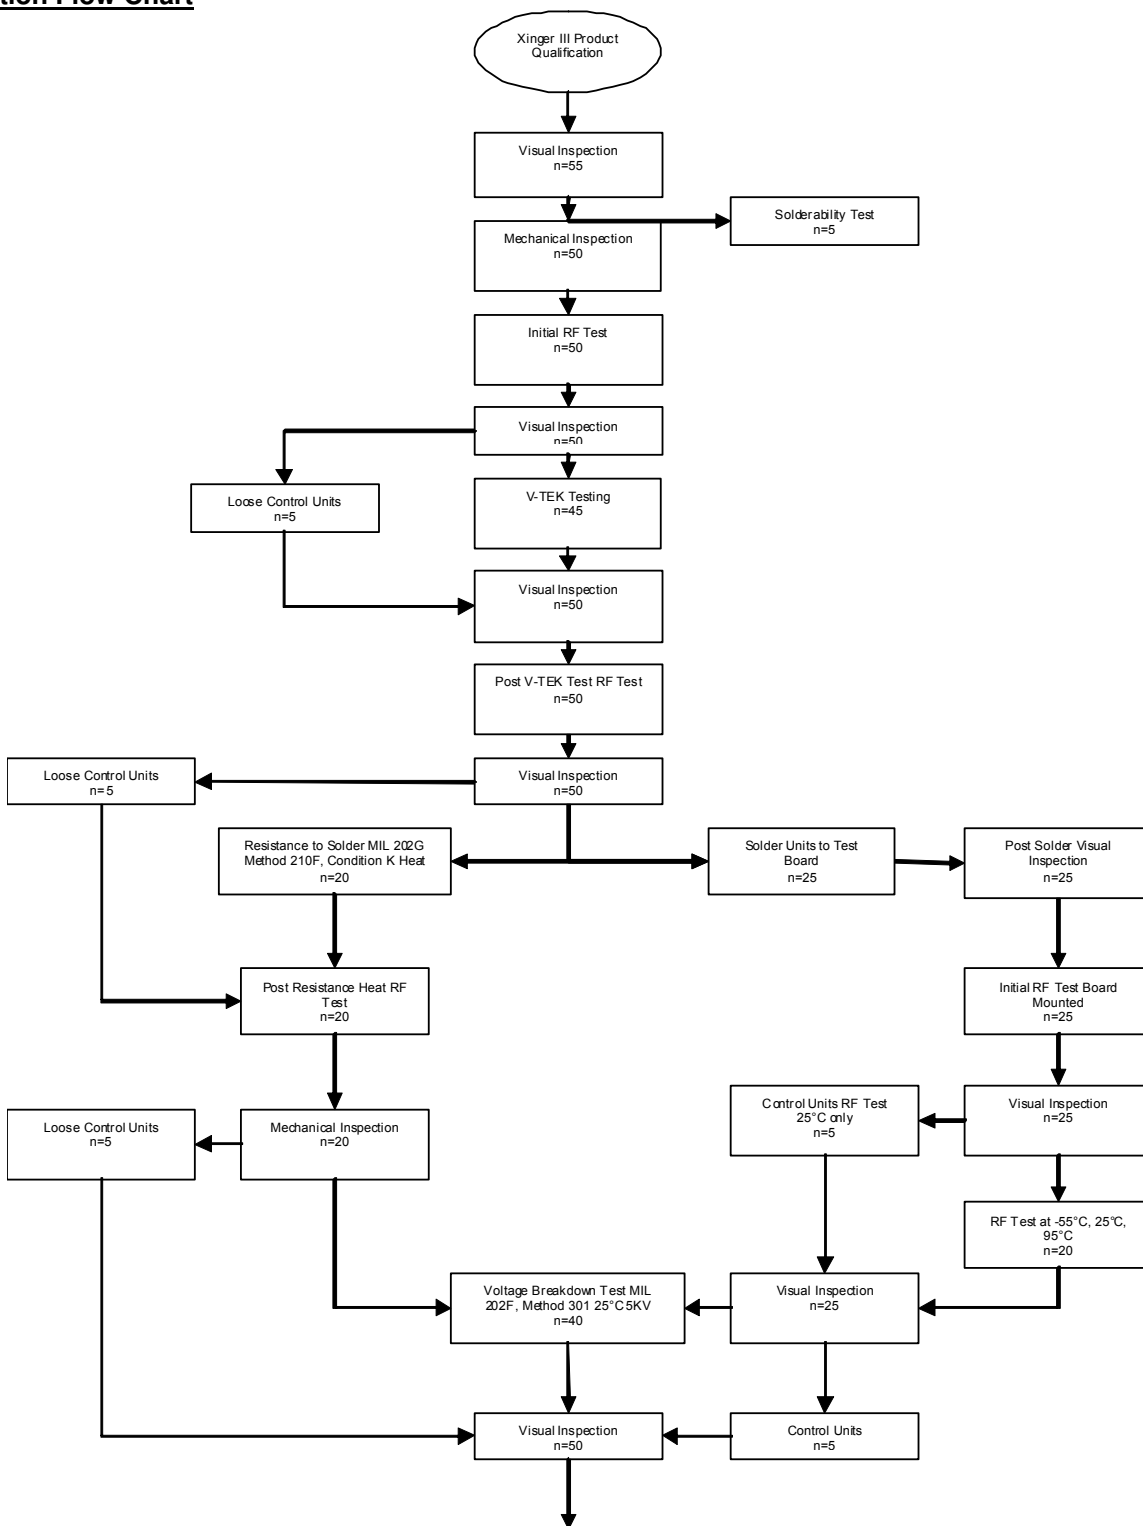 tion Flow Chart
Xinger III Product
Qualification
Visual Inspection
n=55
Solderability Test
n=5
Mechanical Inspection
n=50
Initial RF Test
n=50
Visual Inspection
n=50
Loose Control Units
n=5
V-TEK Testing
n=45
Visual Inspection
n=50
Post V-TEK Test RF Test
n=50
Loose Control Units
n= 5
Visual Inspection
n=50
Resistance to Solder MIL 202G
Method 210F, Condition K Heat
n=20
Solder Units to Test
Board
n=25
Post Solder Visual
Inspection
n=25
Post Resistance Heat RF
Test
n=20
Initial RF Test Board
Mounted
n=25
Loose Control Units
n=5
Mechanical Inspection
n=20
Control Units RF Test
25°C only
n=5
Visual Inspection
n=25
RF Test at -55°C, 25°C,
95°C
n=20
Voltage Breakdown Test MIL
202F, Method 301 25°C 5KV
n=40
Visual Inspection
n=25
Visual Inspection
n=50
Control Units
n=5